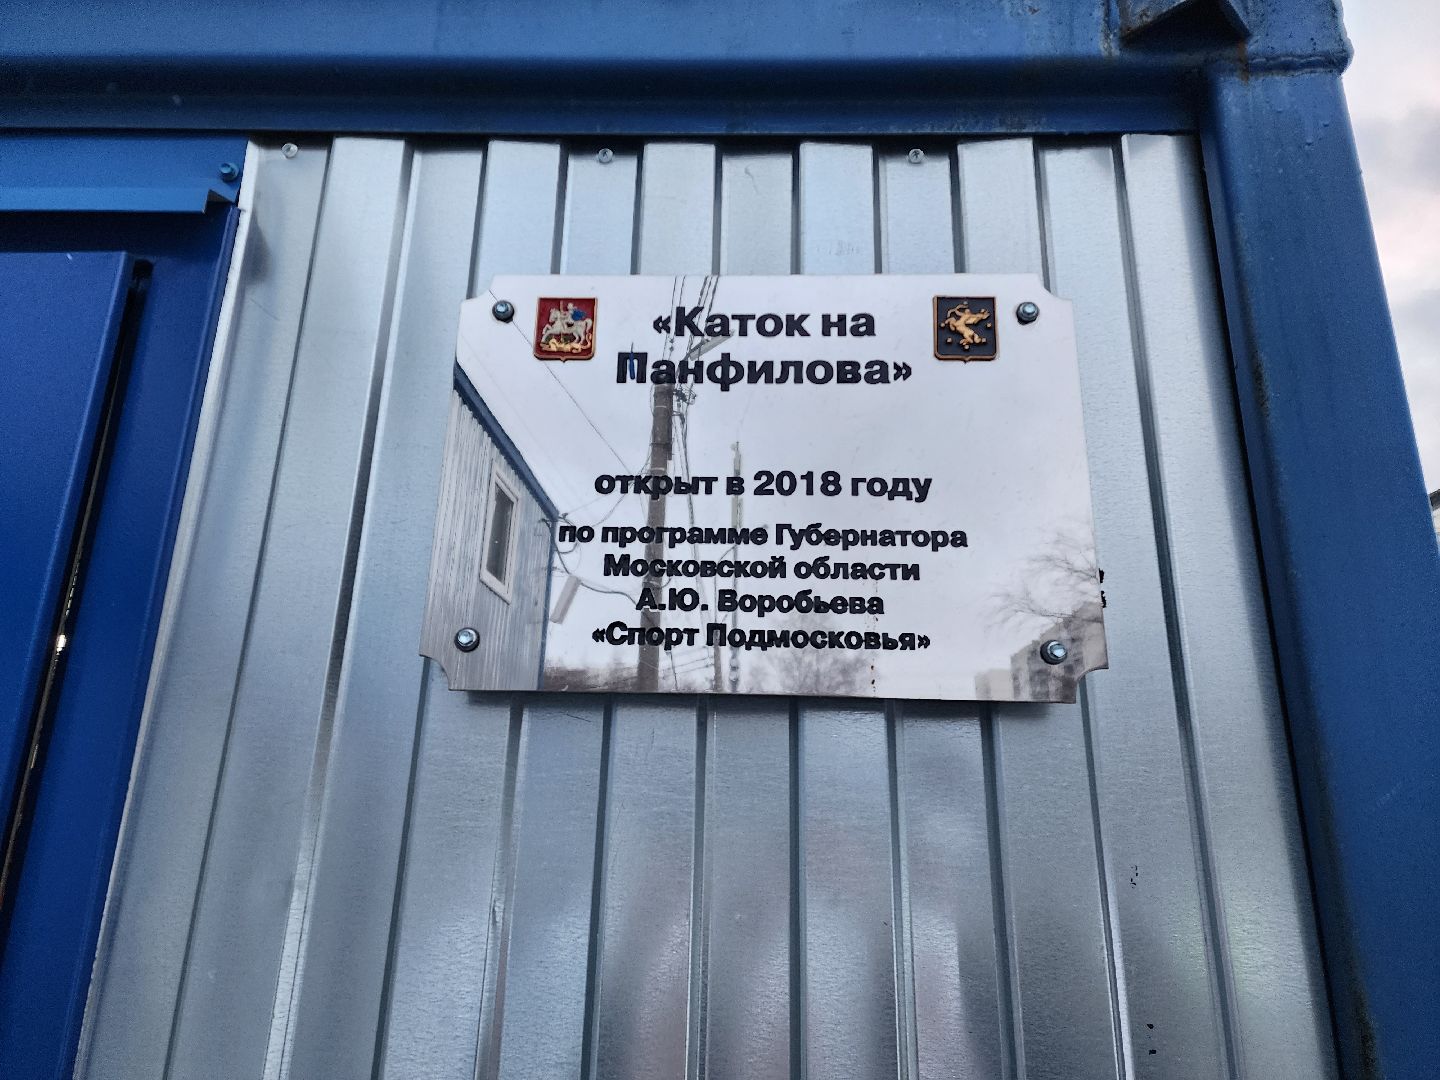 «Каток на
Панфилова»
открыт в 2018 году
по программе Губернатора
Московской области
А.Ю. Воробьева
«Спорт Подмосковья»